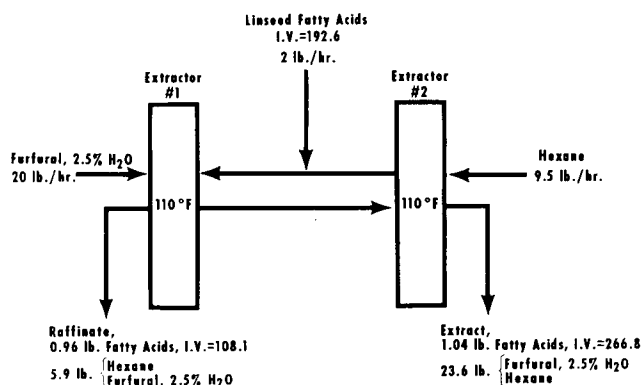 Linseed Fatty Acids
I.V.=192.6
2 lb./hr.
Extractor
#1
Extractor
#2
Furfural, 2.5% H₂O
20 lb./hr.
Hexane
9.5 lb./hr.
110°F
110°F
Raffinate,
0.96 lb. Fatty Acids, I.V.=108.1
5.9 lb. {Hexane
Furfural, 2.5% H₂O
Extract,
1.04 lb. Fatty Acids, I.V.=266.8
23.6 lb. {Furfural, 2.5% H₂O
Hexane